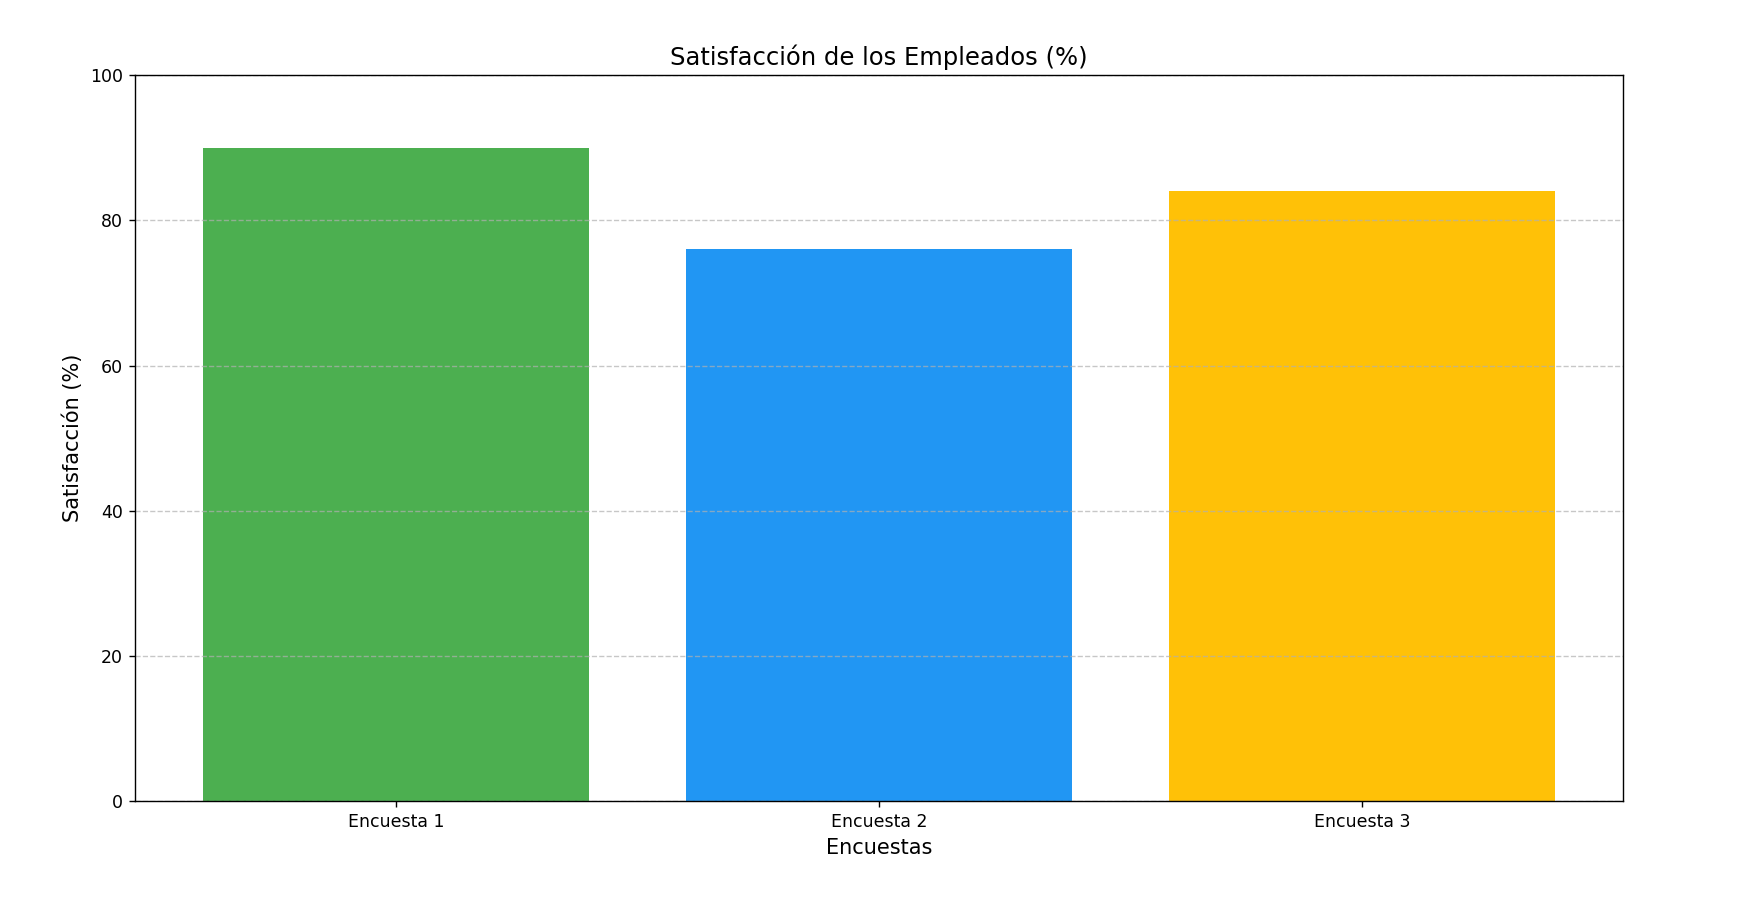 Satisfacción de los Empleados (%)
100
80
60
40
20
0
Satisfacción (%)
Encuesta 1
Encuesta 2
Encuesta 3
Encuestas